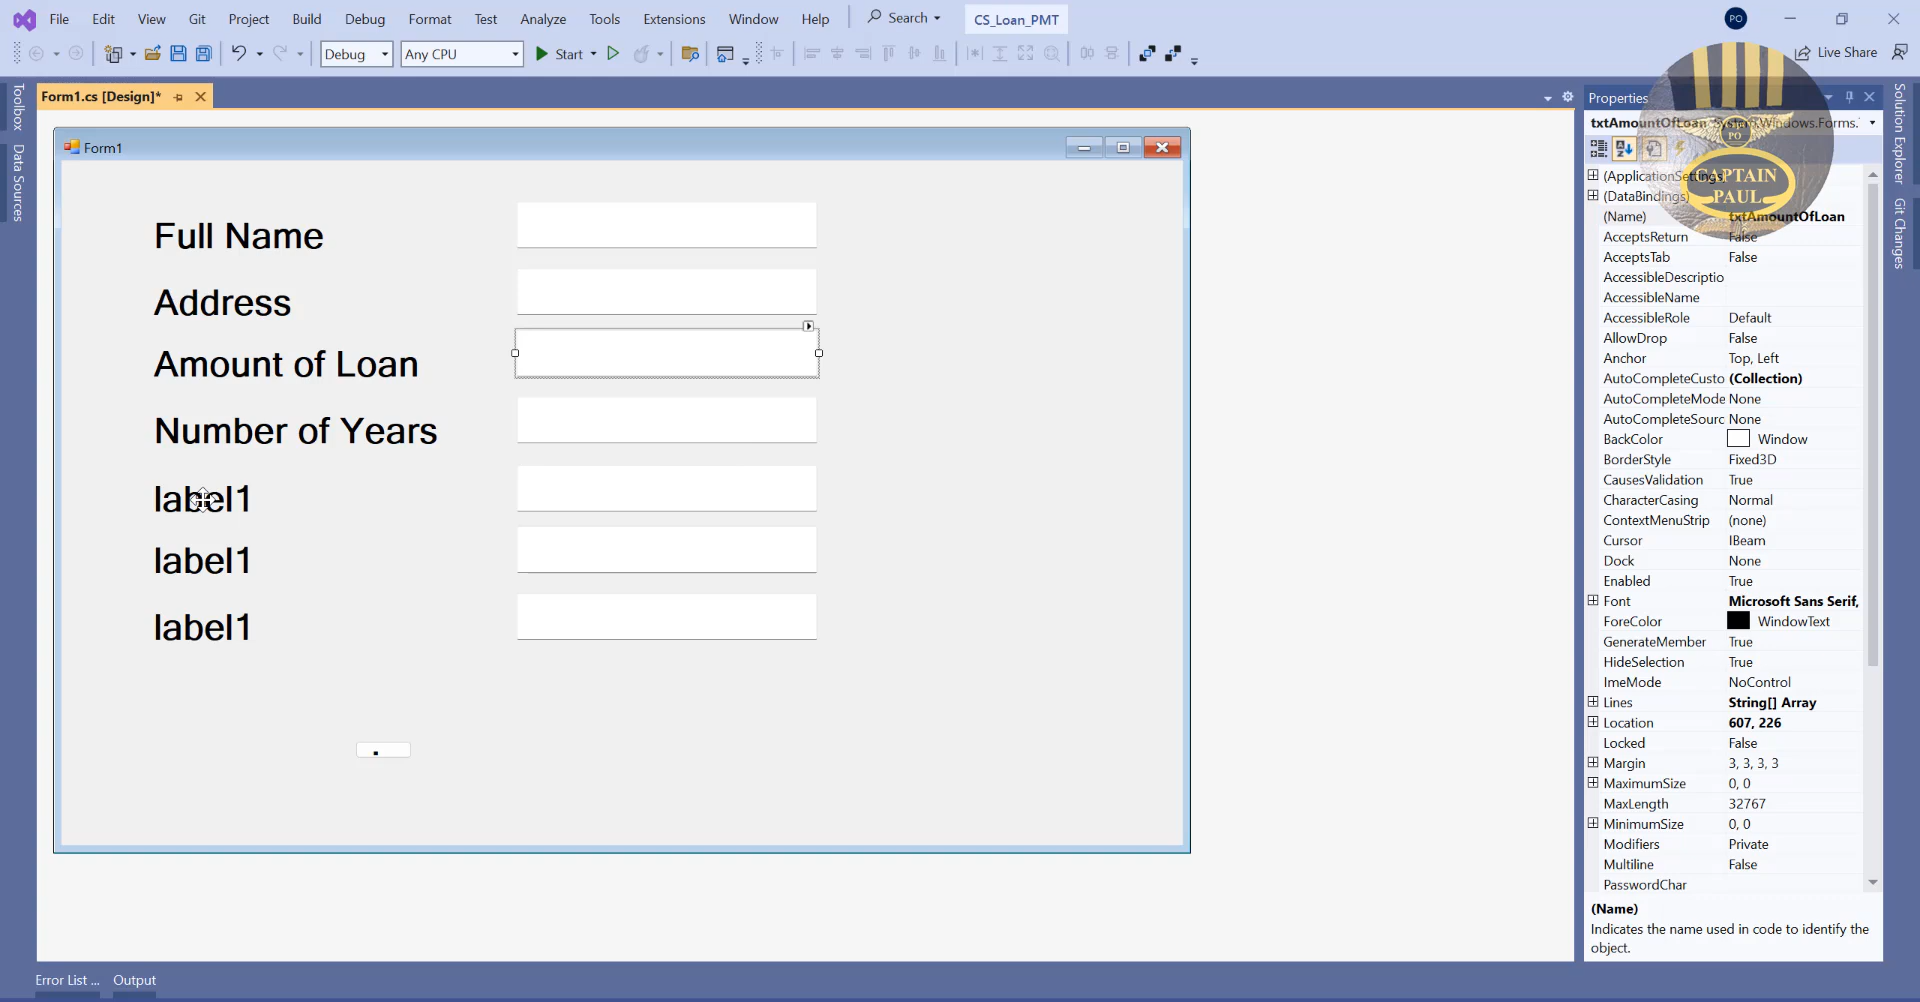 File Edit View Git Project Build Debug Format Test Analyze Tools Extensions Window Help Search CS_Loan_PMT PO
Debug Any CPU Start Live Share
Toolbox
Data Sources
Form1.cs [Design]*
Form1
Full Name
Address
Amount of Loan
Number of Years
label1
label1
label1
Properties
txtAmountOfLoan System.Windows.Forms.
(ApplicationSettings)
(DataBindings)
(Name) txtAmountOfLoan
AcceptsReturn False
AcceptsTab False
AccessibleDescriptio
AccessibleName
AccessibleRole Default
AllowDrop False
Anchor Top, Left
AutoCompleteCusto (Collection)
AutoCompleteMode None
AutoCompleteSourc None
BackColor Window
BorderStyle Fixed3D
CausesValidation True
CharacterCasing Normal
ContextMenuStrip (none)
Cursor IBeam
Dock None
Enabled True
Font Microsoft Sans Serif,
ForeColor WindowText
GenerateMember True
HideSelection True
ImeMode NoControl
Lines String[] Array
Location 607, 226
Locked False
Margin 3, 3, 3, 3
MaximumSize 0, 0
MaxLength 32767
MinimumSize 0, 0
Modifiers Private
Multiline False
PasswordChar
(Name)
Indicates the name used in code to identify the
object.
PO
CAPTAIN
PAUL
Solution Explorer
Git Changes
Error List ... Output